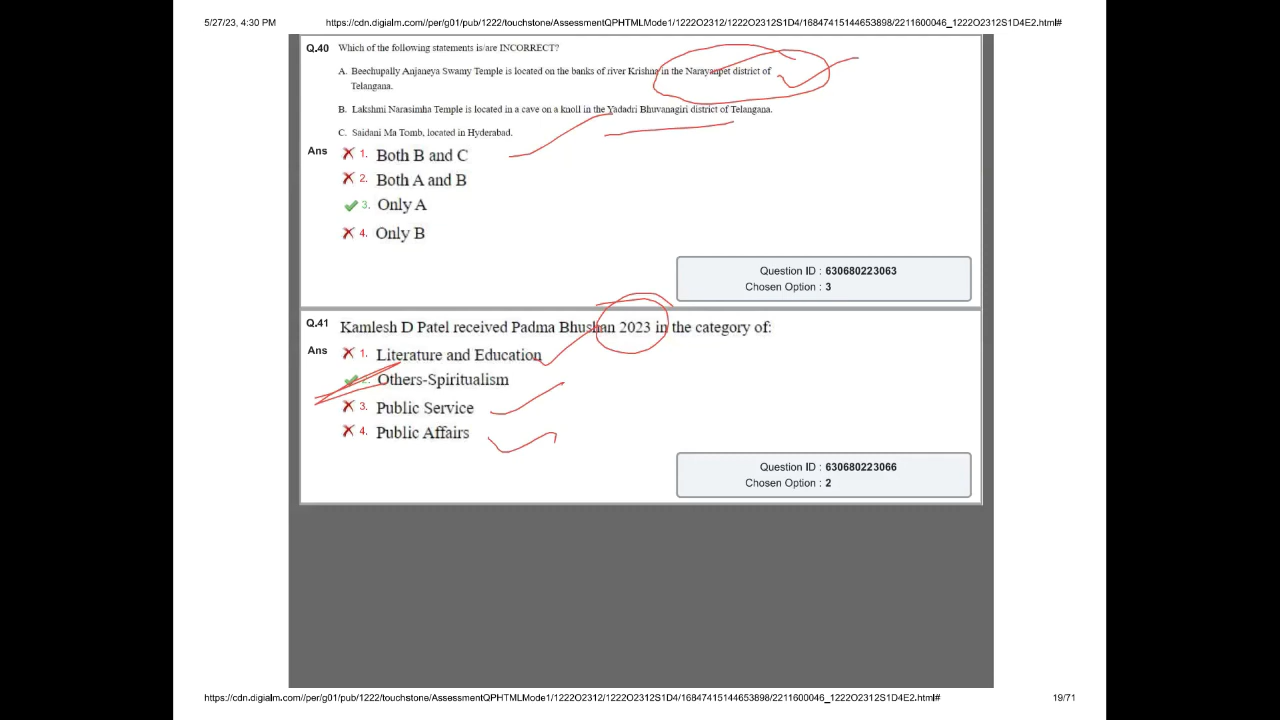 5/27/23, 4:30 PM
https://cdn.digialm.com//per/g01/pub/1222/touchstone/AssessmentQPHTMLMode1/1222O2312/1222O2312S1D4/16847415144653898/2211600046_1222O2312S1D4E2.html#
Q.40 Which of the following statements is/are INCORRECT?
A. Beechupally Anjaneya Swamy Temple is located on the banks of river Krishna in the Narayanpet district of
Telangana.
B. Lakshmi Narasimha Temple is located in a cave on a knoll in the Yadadri Bhuvanagiri district of Telangana.
C. Saidani Ma Tomb, located in Hyderabad.
Ans 1. Both B and C
2. Both A and B
3. Only A
4. Only B
Question ID : 630680223063
Chosen Option : 3
Q.41 Kamlesh D Patel received Padma Bhushan 2023 in the category of:
Ans 1. Literature and Education
2. Others-Spiritualism
3. Public Service
4. Public Affairs
Question ID : 630680223066
Chosen Option : 2
https://cdn.digialm.com//per/g01/pub/1222/touchstone/AssessmentQPHTMLMode1/1222O2312/1222O2312S1D4/16847415144653898/2211600046_1222O2312S1D4E2.html#
19/71